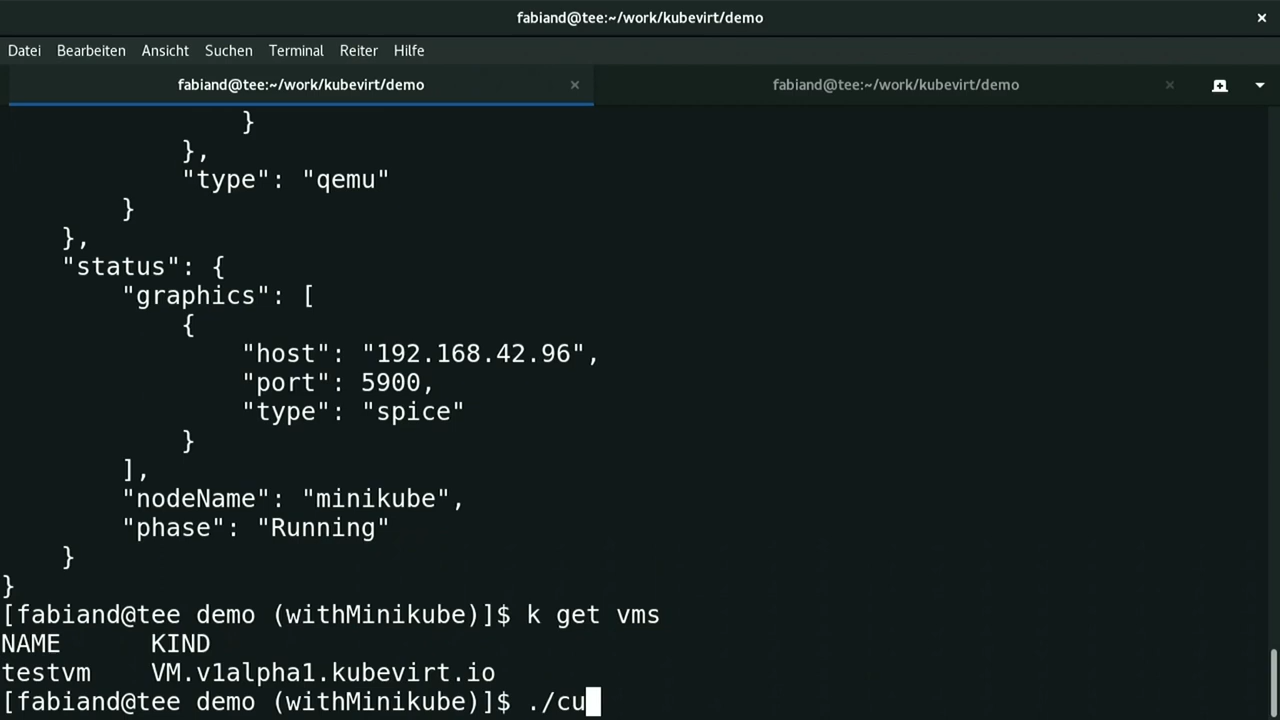 fabiand@tee:~/work/kubevirt/demo
Datei Bearbeiten Ansicht Suchen Terminal Reiter Hilfe
fabiand@tee:~/work/kubevirt/demo fabiand@tee:~/work/kubevirt/demo
}
},
"type": "qemu"
}
},
"status": {
"graphics": [
{
"host": "192.168.42.96",
"port": 5900,
"type": "spice"
}
],
"nodeName": "minikube",
"phase": "Running"
}
}
[fabiand@tee demo (withMinikube)]$ k get vms
NAME KIND
testvm VM.v1alpha1.kubevirt.io
[fabiand@tee demo (withMinikube)]$ ./cu